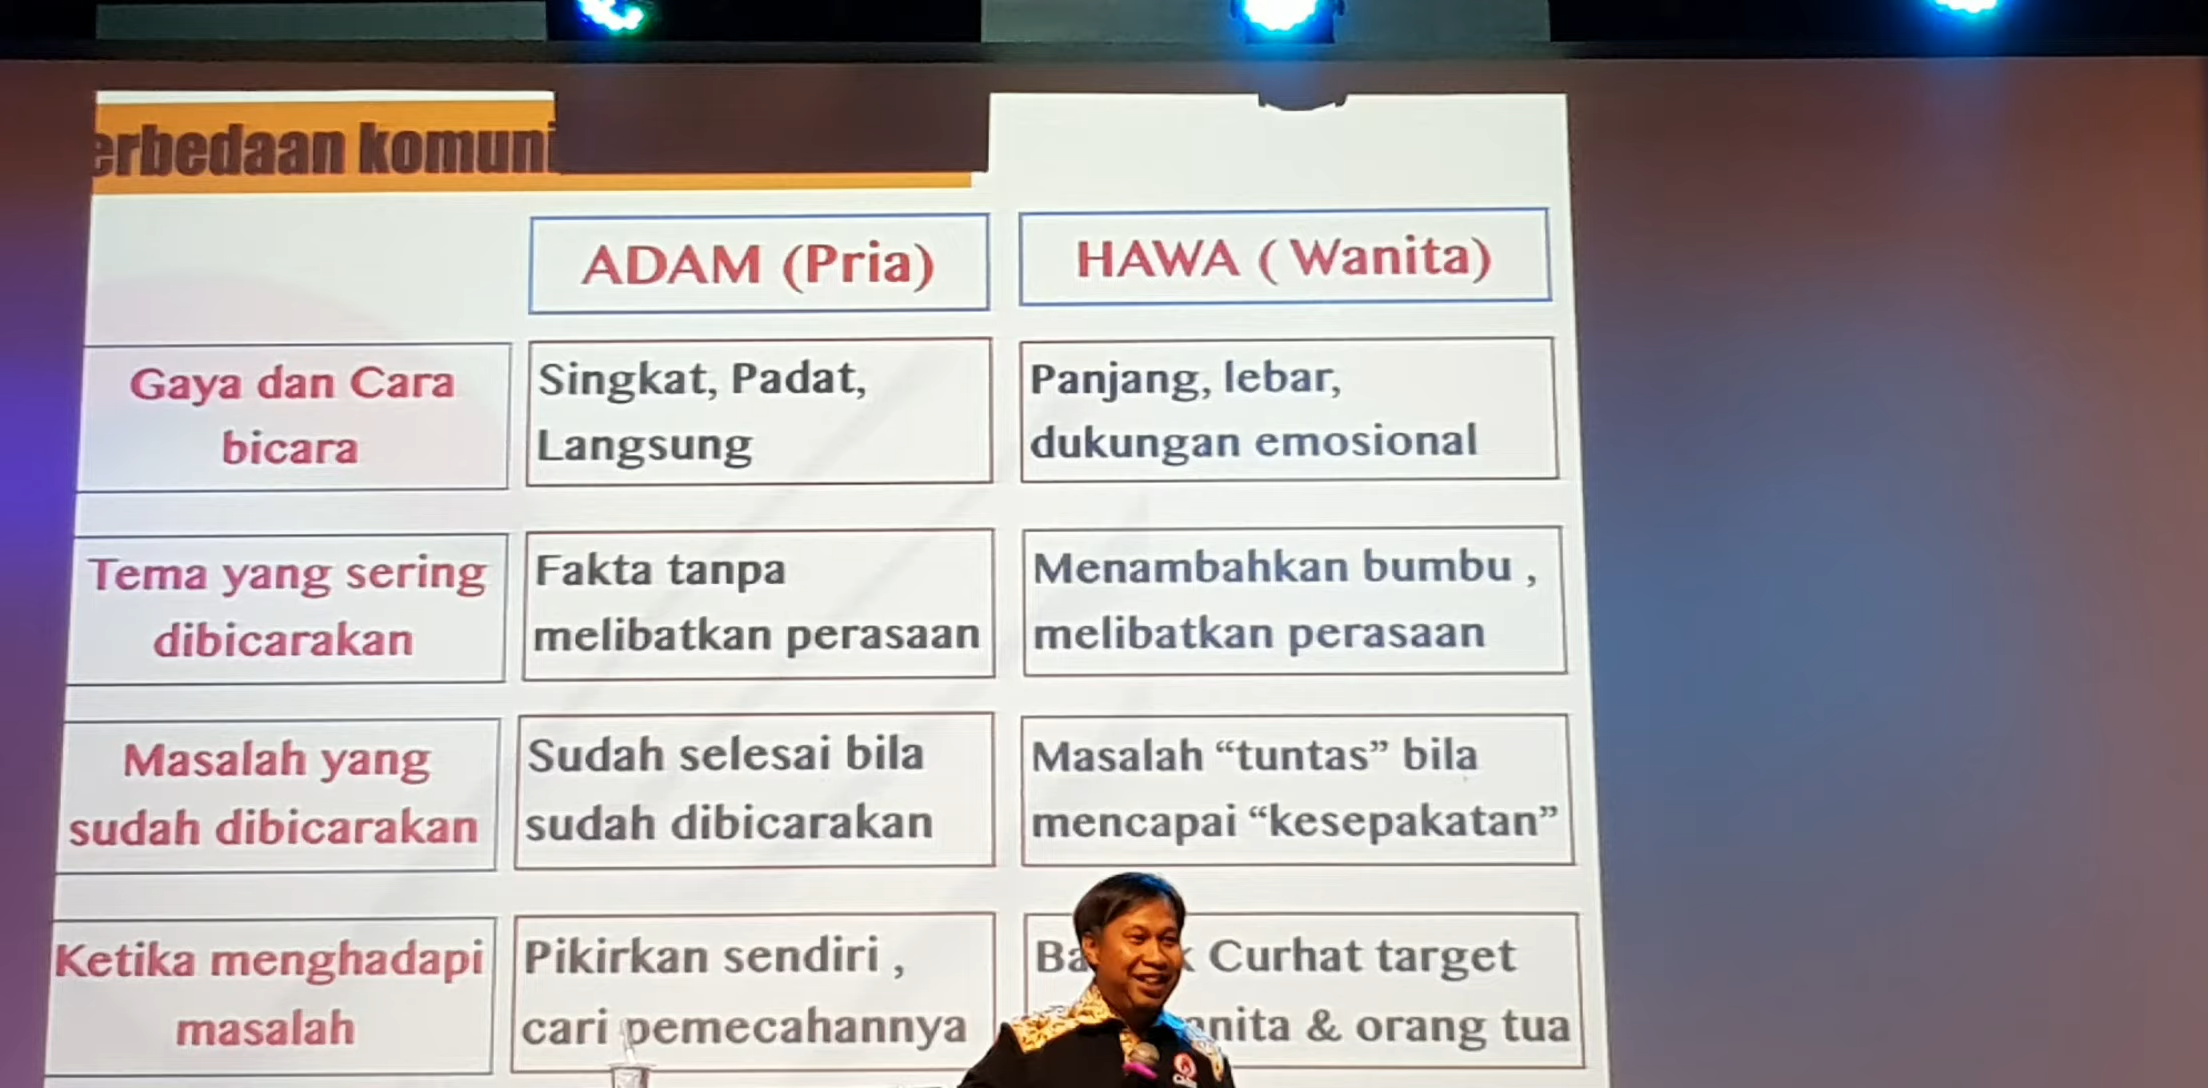 erbedaan komuni
ADAM (Pria)
HAWA ( Wanita)
Gaya dan Cara
bicara
Singkat, Padat,
Langsung
Panjang, lebar,
dukungan emosional
Tema yang sering
dibicarakan
Fakta tanpa
melibatkan perasaan
Menambahkan bumbu ,
melibatkan perasaan
Masalah yang
sudah dibicarakan
Sudah selesai bila
sudah dibicarakan
Masalah “tuntas” bila
mencapai “kesepakatan”
Ketika menghadapi
masalah
Pikirkan sendiri ,
cari pemecahannya
Curhat target
anita & orang tua